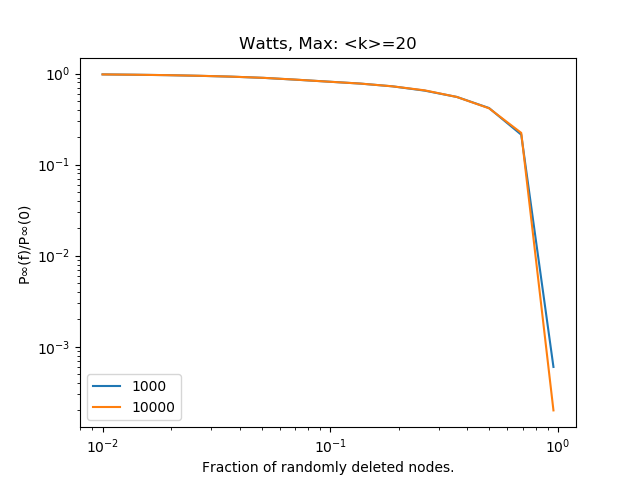 Watts, Max: <k>=20
P∞(f)/P∞(0)
10⁰
10⁻¹
10⁻²
10⁻³
1000
10000
10⁻² 10⁻¹ 10⁰
Fraction of randomly deleted nodes.